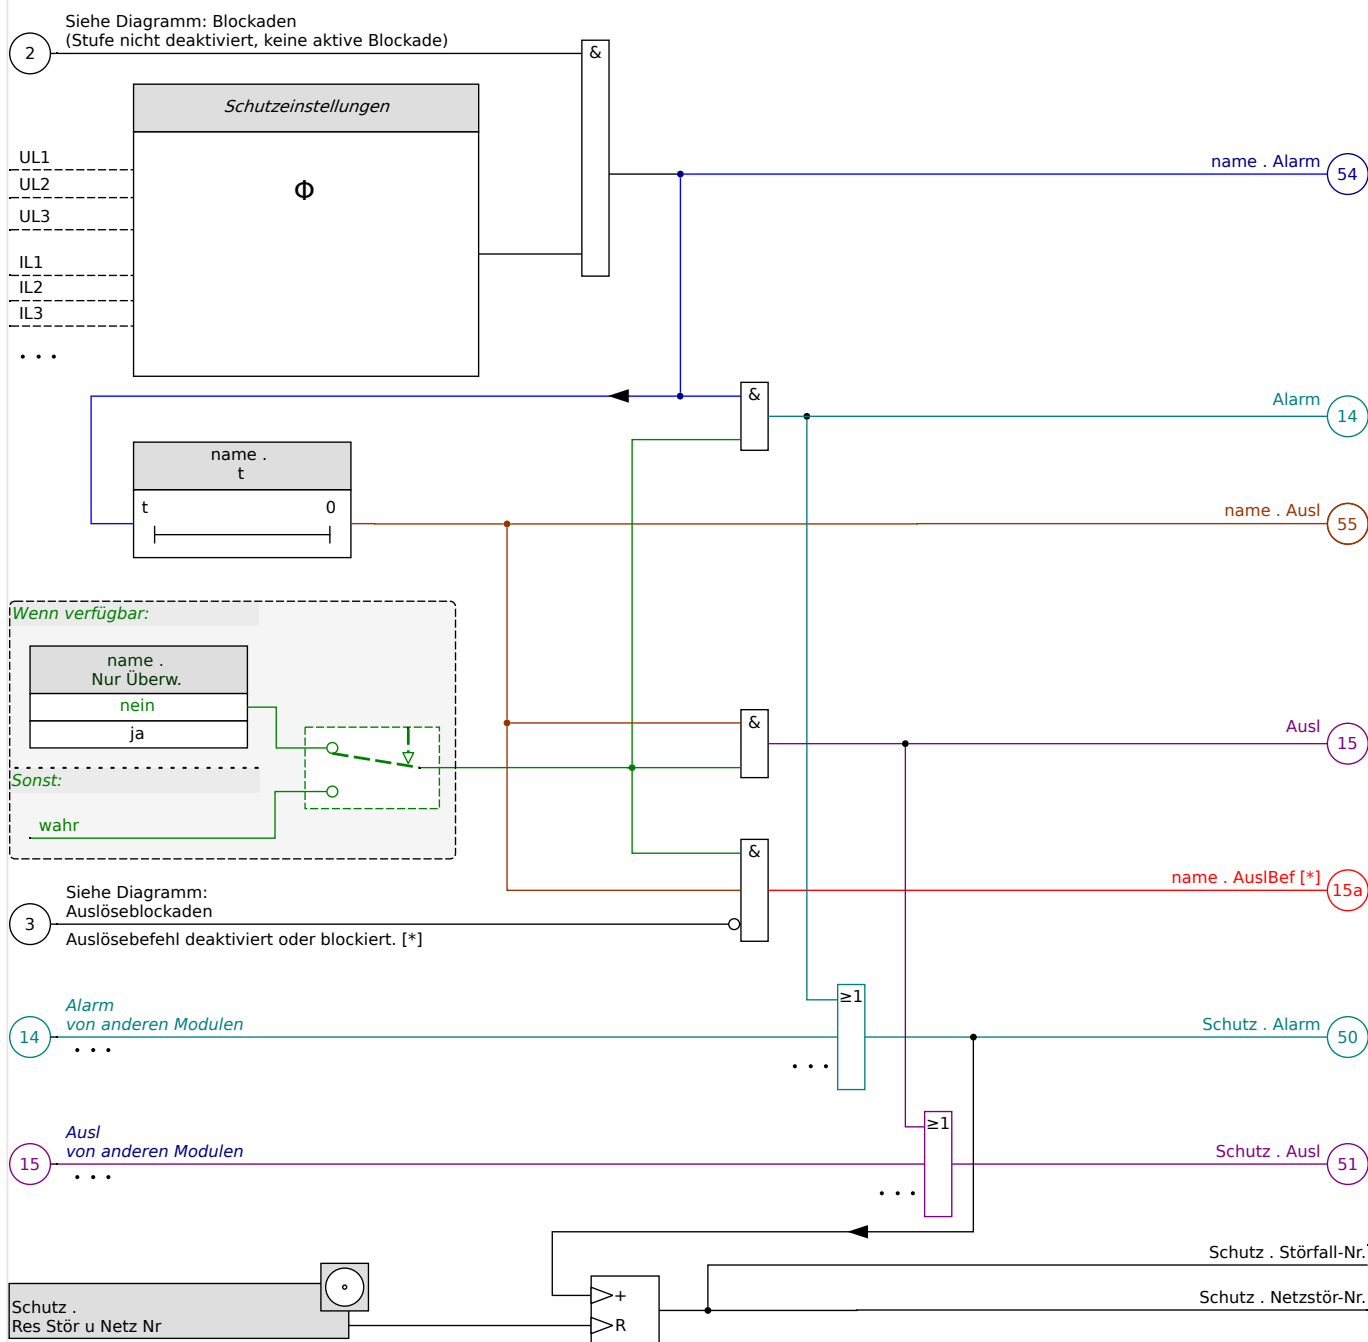 Siehe Diagramm: Blockaden
(Stufe nicht deaktiviert, keine aktive Blockade)
2
&
Schutzeinstellungen
Φ
UL1
UL2
UL3
IL1
IL2
IL3
...
name . Alarm
54
&
Alarm
14
name .
t
t
0
name . Ausl
55
Wenn verfügbar:
name .
Nur Überw.
nein
ja
Sonst:
wahr
&
Ausl
15
&
name . AuslBef [*]
15a
Siehe Diagramm:
Auslöseblockaden
3
Auslösebefehl deaktiviert oder blockiert. [*]
Alarm
von anderen Modulen
14
...
≥1
...
Schutz . Alarm
50
Ausl
von anderen Modulen
15
...
≥1
...
Schutz . Ausl
51
Schutz . Störfall-Nr.
Schutz . Netzstör-Nr.
Schutz .
Res Stör u Netz Nr
+
R